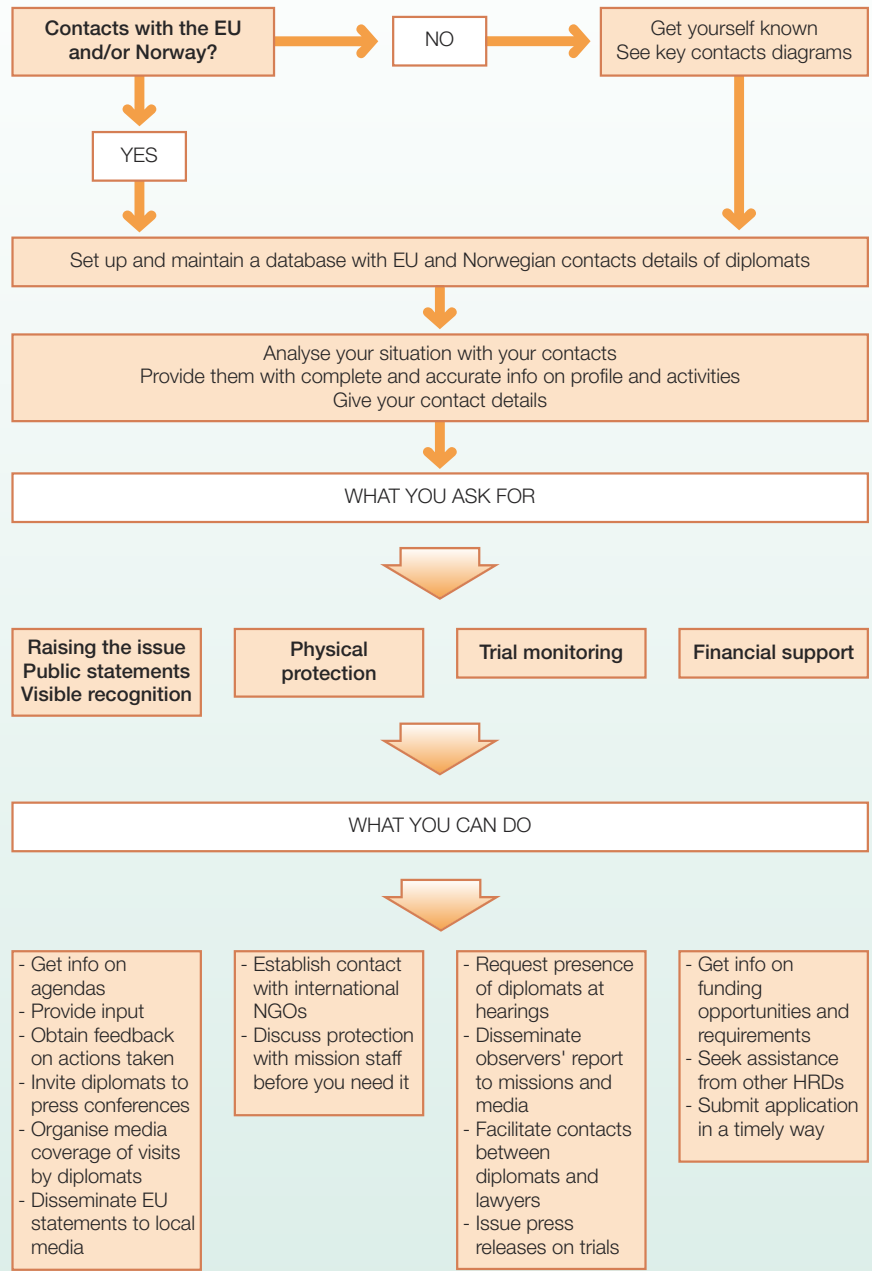 Contacts with the EU
and/or Norway?
NO
Get yourself known
See key contacts diagrams
YES
Set up and maintain a database with EU and Norwegian contacts details of diplomats
Analyse your situation with your contacts
Provide them with complete and accurate info on profile and activities
Give your contact details
WHAT YOU ASK FOR
Raising the issue
Public statements
Visible recognition
Physical
protection
Trial monitoring
Financial support
WHAT YOU CAN DO
- Get info on
agendas
- Provide input
- Obtain feedback
on actions taken
- Invite diplomats to
press conferences
- Organise media
coverage of visits
by diplomats
- Disseminate EU
statements to local
media
- Establish contact
with international
NGOs
- Discuss protection
with mission staff
before you need it
- Request presence
of diplomats at
hearings
- Disseminate
observers' report
to missions and
media
- Facilitate contacts
between
diplomats and
lawyers
- Issue press
releases on trials
- Get info on
funding
opportunities and
requirements
- Seek assistance
from other HRDs
- Submit application
in a timely way